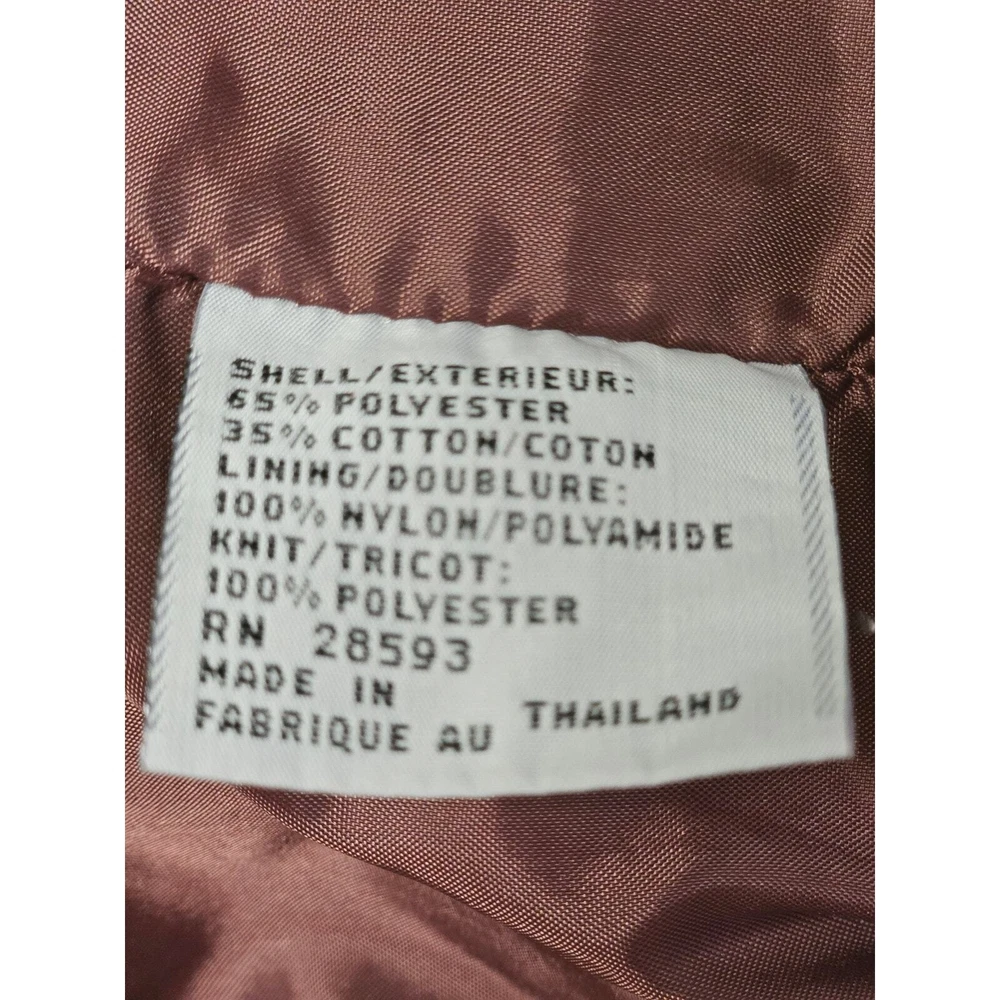 SHELL/EXTERIEUR:
65% POLYESTER
35% COTTON/COTON
LINING/DOUBLURE:
100% NYLON/POLYAMIDE
KNIT/TRICOT:
100% POLYESTER
RN 28593
MADE IN
FABRIQUE AU THAILAND